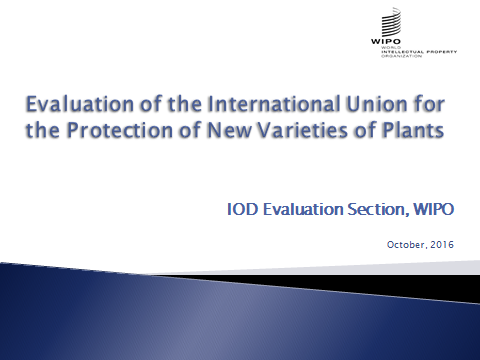 WIPO
WORLD
INTELLECTUAL PROPERTY
ORGANIZATION
Evaluation of the International Union for
the Protection of New Varieties of Plants
IOD Evaluation Section, WIPO
October, 2016